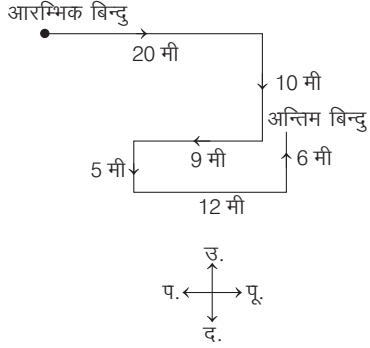 आरम्भिक बिन्दु
20 मी
10 मी
अन्तिम बिन्दु
9 मी
6 मी
5 मी
12 मी
उ.
प.
पू.
द.